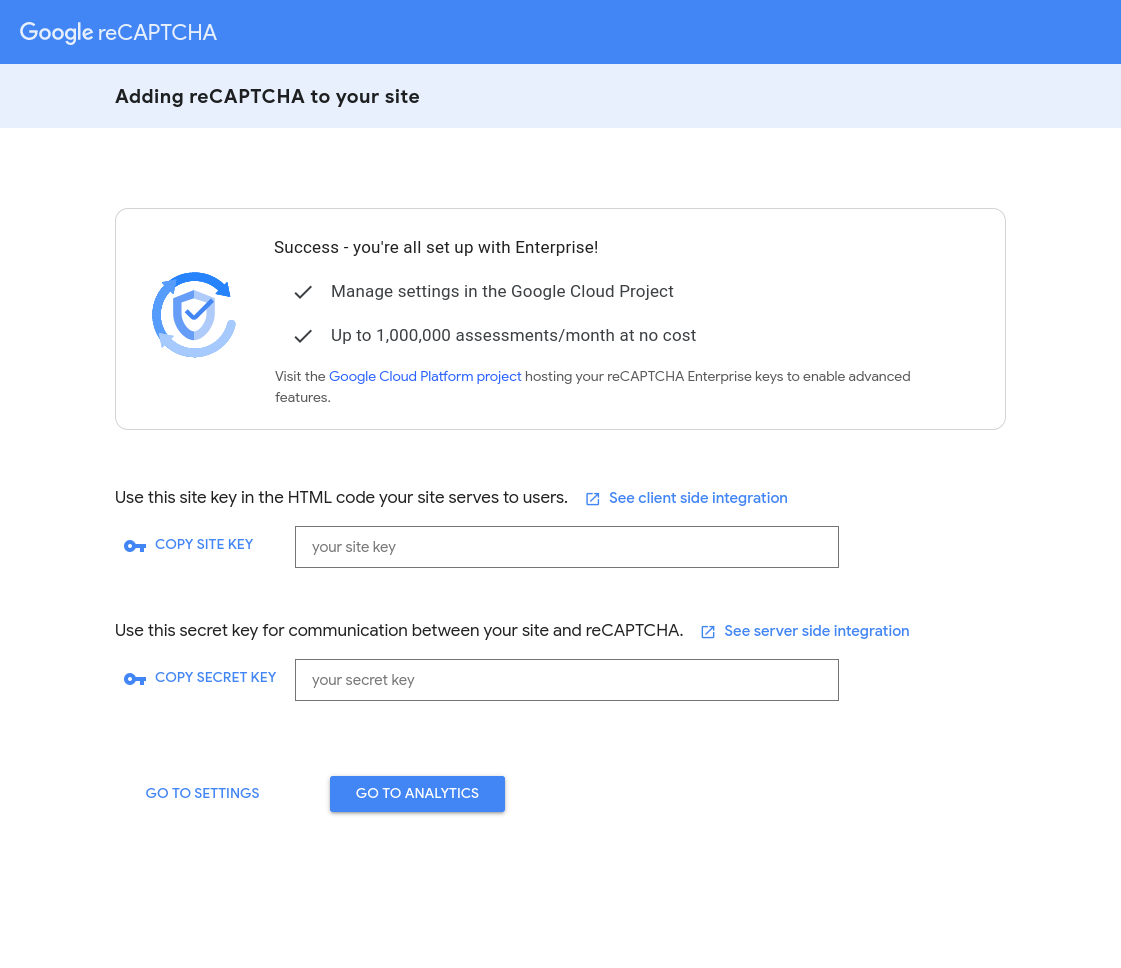 Google reCAPTCHA
Adding reCAPTCHA to your site
Success - you're all set up with Enterprise!
Manage settings in the Google Cloud Project
Up to 1,000,000 assessments/month at no cost
Visit the Google Cloud Platform project hosting your reCAPTCHA Enterprise keys to enable advanced
features.
Use this site key in the HTML code your site serves to users. See client side integration
COPY SITE KEY your site key
Use this secret key for communication between your site and reCAPTCHA. See server side integration
COPY SECRET KEY your secret key
GO TO SETTINGS GO TO ANALYTICS